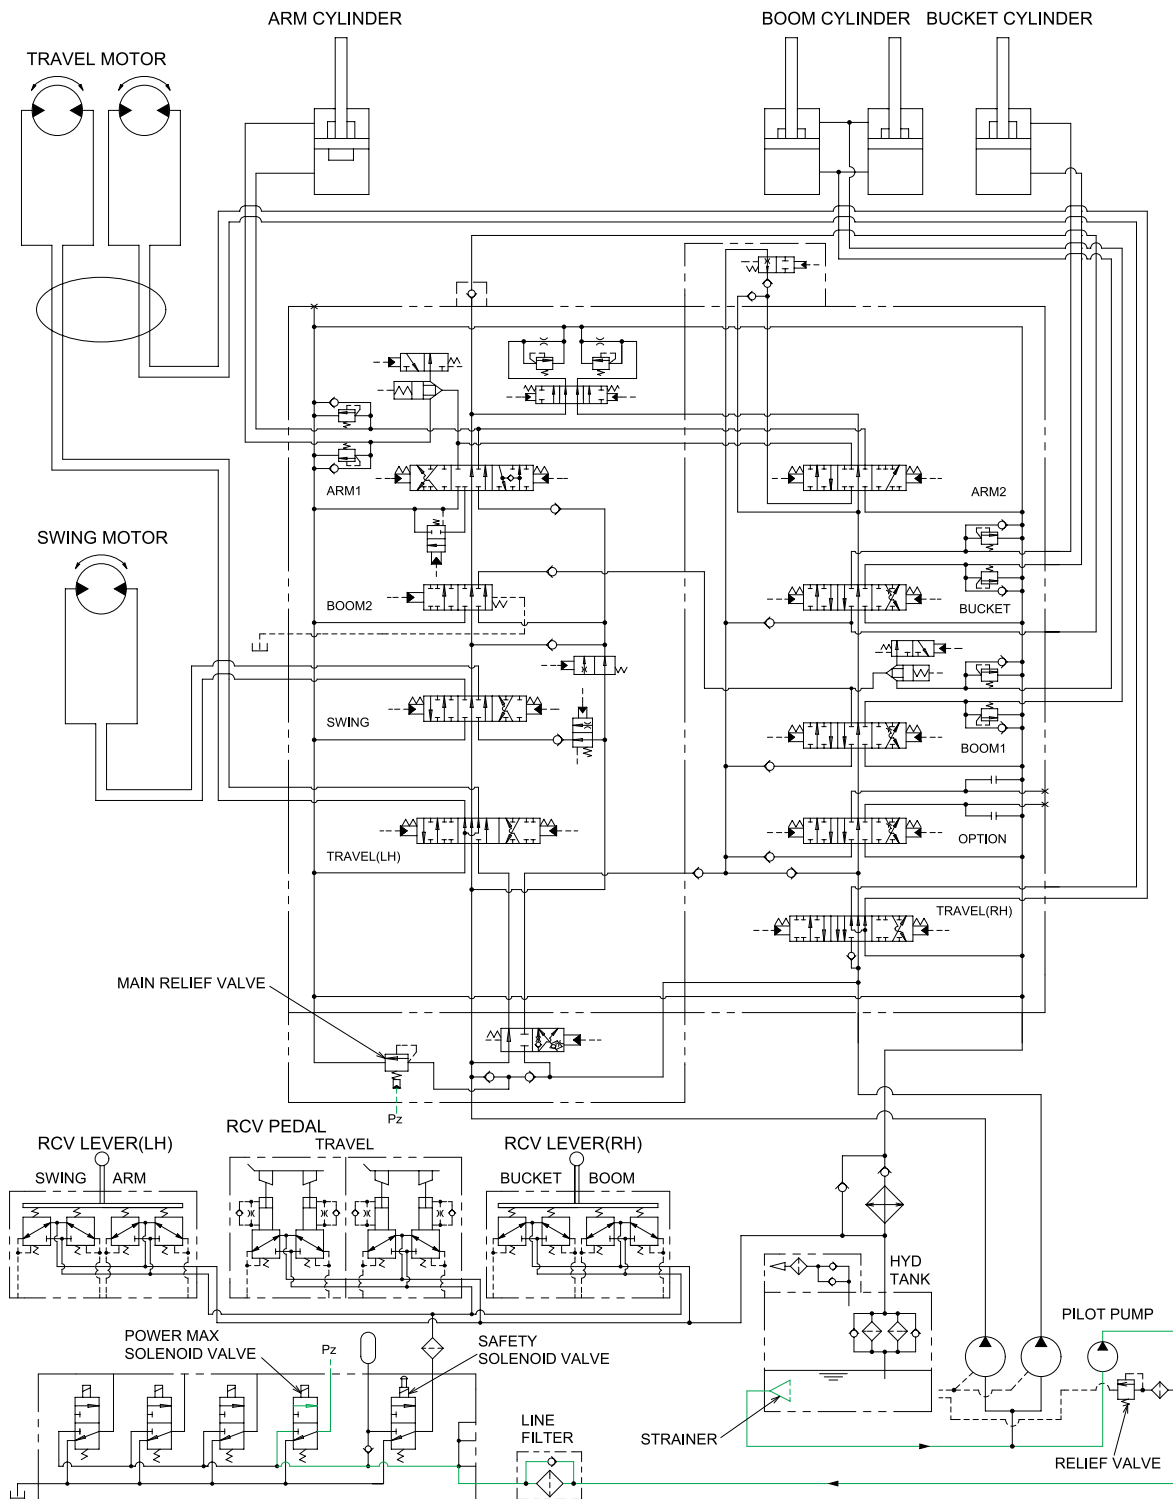 ARM CYLINDER
BOOM CYLINDER
BUCKET CYLINDER
TRAVEL MOTOR
ARM1
ARM2
SWING MOTOR
BOOM2
BUCKET
SWING
BOOM1
TRAVEL(LH)
OPTION
TRAVEL(RH)
MAIN RELIEF VALVE
Pz
RCV LEVER(LH)
SWING
ARM
RCV PEDAL
TRAVEL
RCV LEVER(RH)
BUCKET
BOOM
HYD
TANK
PILOT PUMP
POWER MAX
SOLENOID VALVE
Pz
SAFETY
SOLENOID VALVE
LINE
FILTER
STRAINER
RELIEF VALVE